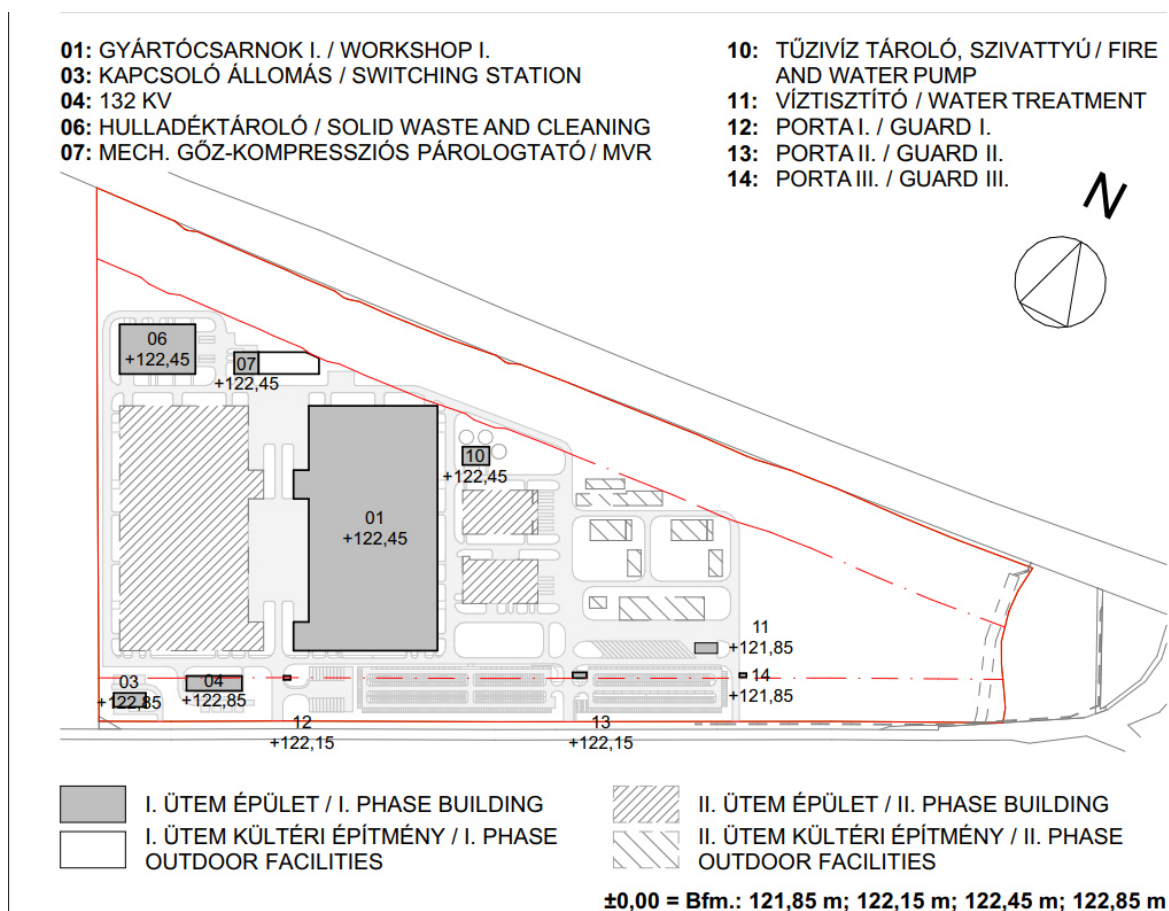 01: GYÁRTÓCSARNOK I. / WORKSHOP I.
03: KAPCSOLÓ ÁLLOMÁS / SWITCHING STATION
04: 132 KV
06: HULLADÉKTÁROLÓ / SOLID WASTE AND CLEANING
07: MECH. GŐZ-KOMPRESSZIÓS PÁROLOGTATÓ / MVR
10: TŰZIVÍZ TÁROLÓ, SZIVATTYÚ / FIRE
AND WATER PUMP
11: VÍZTISZTÍTÓ / WATER TREATMENT
12: PORTA I. / GUARD I.
13: PORTA II. / GUARD II.
14: PORTA III. / GUARD III.
N
06
+122,45
07
+122,45
10
+122,45
01
+122,45
11
+121,85
03
+122,85
04
+122,85
14
+121,85
12
+122,15
13
+122,15
I. ÜTEM ÉPÜLET / I. PHASE BUILDING
I. ÜTEM KÜLTÉRI ÉPÍTMÉNY / I. PHASE
OUTDOOR FACILITIES
II. ÜTEM ÉPÜLET / II. PHASE BUILDING
II. ÜTEM KÜLTÉRI ÉPÍTMÉNY / II. PHASE
OUTDOOR FACILITIES
±0,00 = Bfm.: 121,85 m; 122,15 m; 122,45 m; 122,85 m